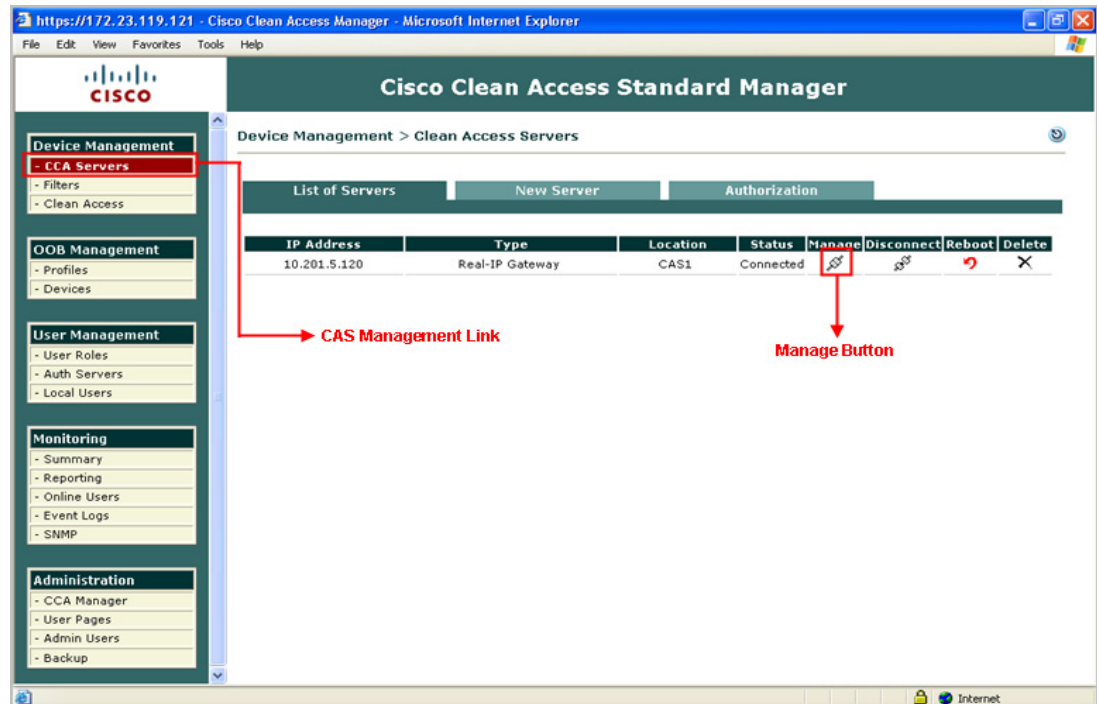 https://172.23.119.121 - Cisco Clean Access Manager - Microsoft Internet Explorer
File Edit View Favorites Tools Help
CISCO
Cisco Clean Access Standard Manager
Device Management
- CCA Servers
- Filters
- Clean Access
OOB Management
- Profiles
- Devices
User Management
- User Roles
- Auth Servers
- Local Users
Monitoring
- Summary
- Reporting
- Online Users
- Event Logs
- SNMP
Administration
- CCA Manager
- User Pages
- Admin Users
- Backup
Device Management > Clean Access Servers
List of Servers New Server Authorization
IP Address Type Location Status Manage Disconnect Reboot Delete
10.201.5.120 Real-IP Gateway CAS1 Connected
CAS Management Link
Manage Button
Internet